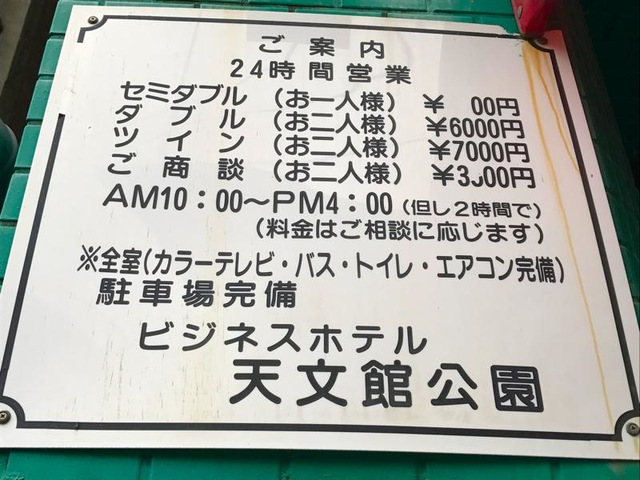 ご案内
24時間営業
セミダブル (お一人様) ¥ 00円
ダブル (お二人様) ¥6000円
ツイン (お二人様) ¥7000円
ご商談 (お二人様) ¥3,000円
AM10:00〜PM4:00(但し2時間で)
(料金はご相談に応じます)
※全室(カラーテレビ・バス・トイレ・エアコン完備)
駐車場完備
ビジネスホテル
天文館公園